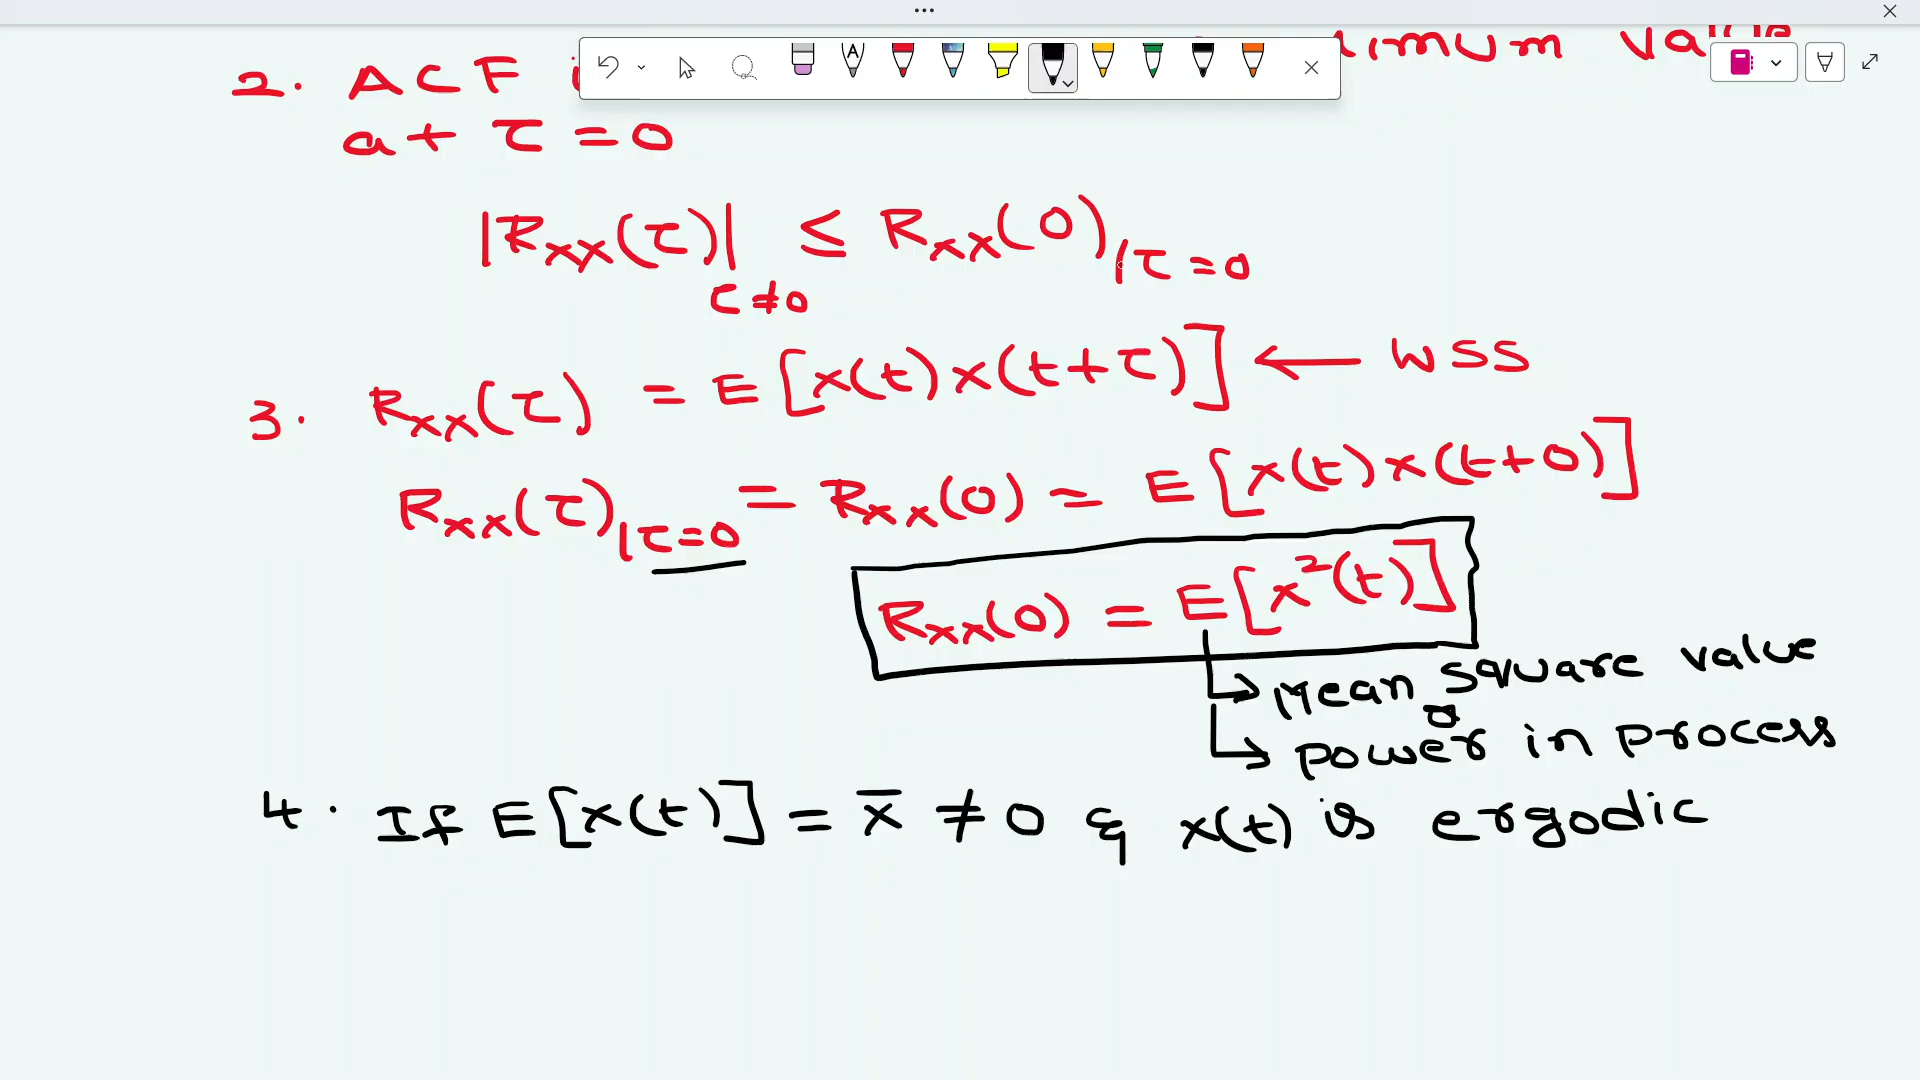 2. ACF
at τ = 0
|Rxx(τ)| ≤ Rxx(0)|τ=0
τ≠0
3. Rxx(τ) = E[x(t)x(t+τ)] ← WSS
Rxx(τ)|τ=0 = Rxx(0) = E[x(t)x(t+0)]
Rxx(0) = E[x²(t)]
↳ Mean square value
↳ power in process
4. If E[x(t)] = x̄ ≠ 0 & x(t) is ergodic